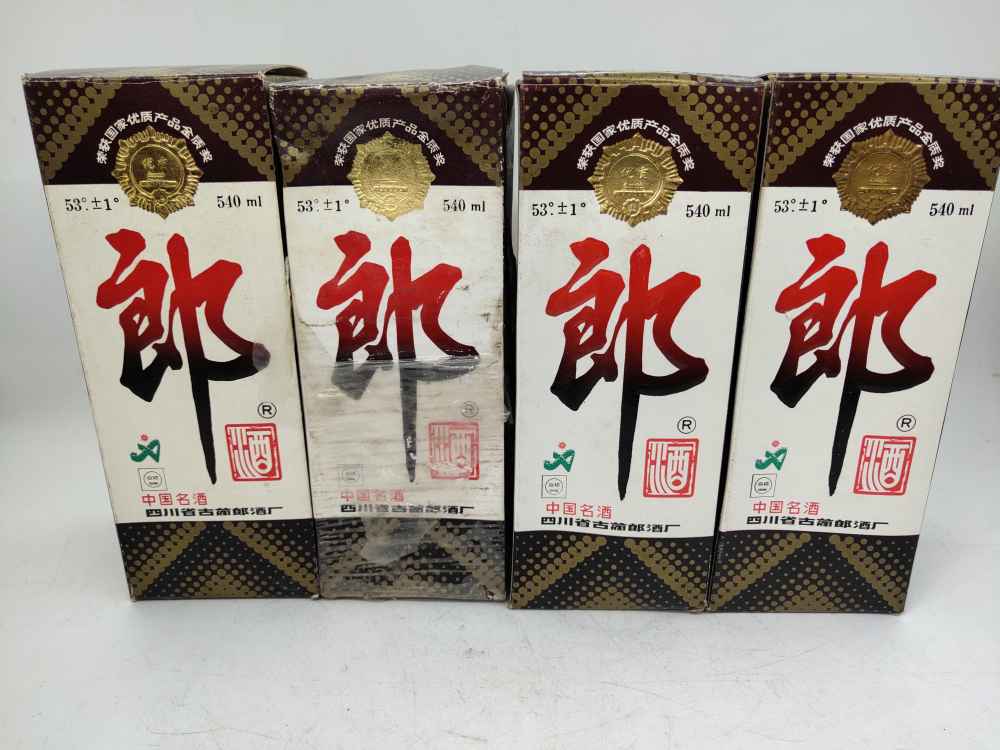 荣获国家优质产品金质奖
优质
53°.±1° 540 ml
郎
®
酒
中国名酒
四川省古蔺郎酒厂
荣获国家优质产品金质奖
53°.±1° 540 ml
郎
®
酒
中国名酒
四川省古蔺郎酒厂
荣获国家优质产品金质奖
优质
53°.±1° 540 ml
郎
®
酒
中国名酒
四川省古蔺郎酒厂
荣获国家优质产品金质奖
优质
53°.±1° 540 ml
郎
®
酒
中国名酒
四川省古蔺郎酒厂